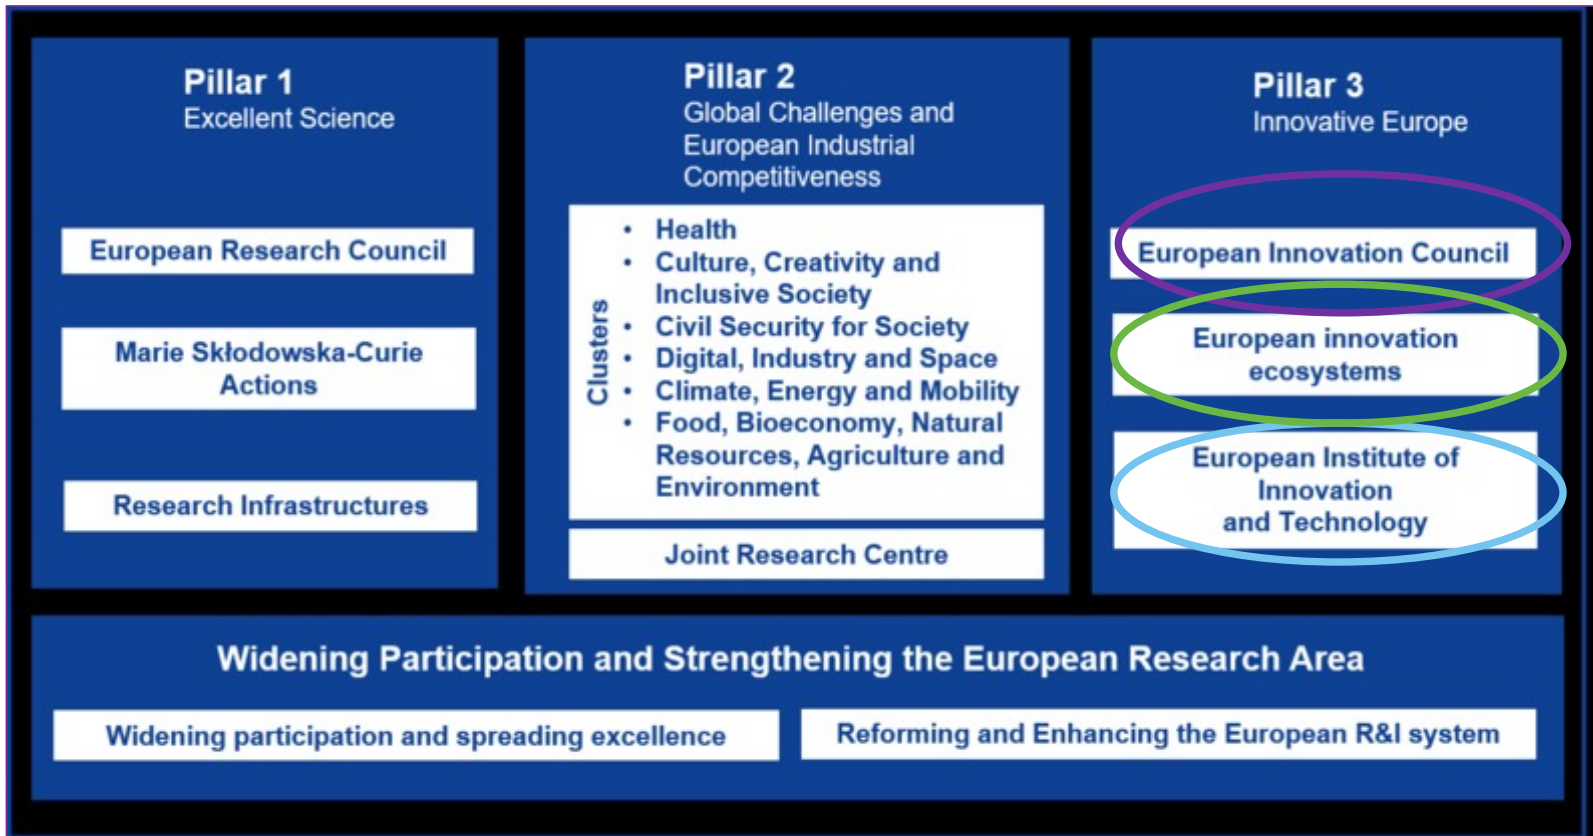 Pillar 1
Excellent Science
European Research Council
Marie Skłodowska-Curie
Actions
Research Infrastructures
Pillar 2
Global Challenges and
European Industrial
Competitiveness
Clusters
• Health
• Culture, Creativity and
Inclusive Society
• Civil Security for Society
• Digital, Industry and Space
• Climate, Energy and Mobility
• Food, Bioeconomy, Natural
Resources, Agriculture and
Environment
Joint Research Centre
Pillar 3
Innovative Europe
European Innovation Council
European innovation
ecosystems
European Institute of
Innovation
and Technology
Widening Participation and Strengthening the European Research Area
Widening participation and spreading excellence
Reforming and Enhancing the European R&I system